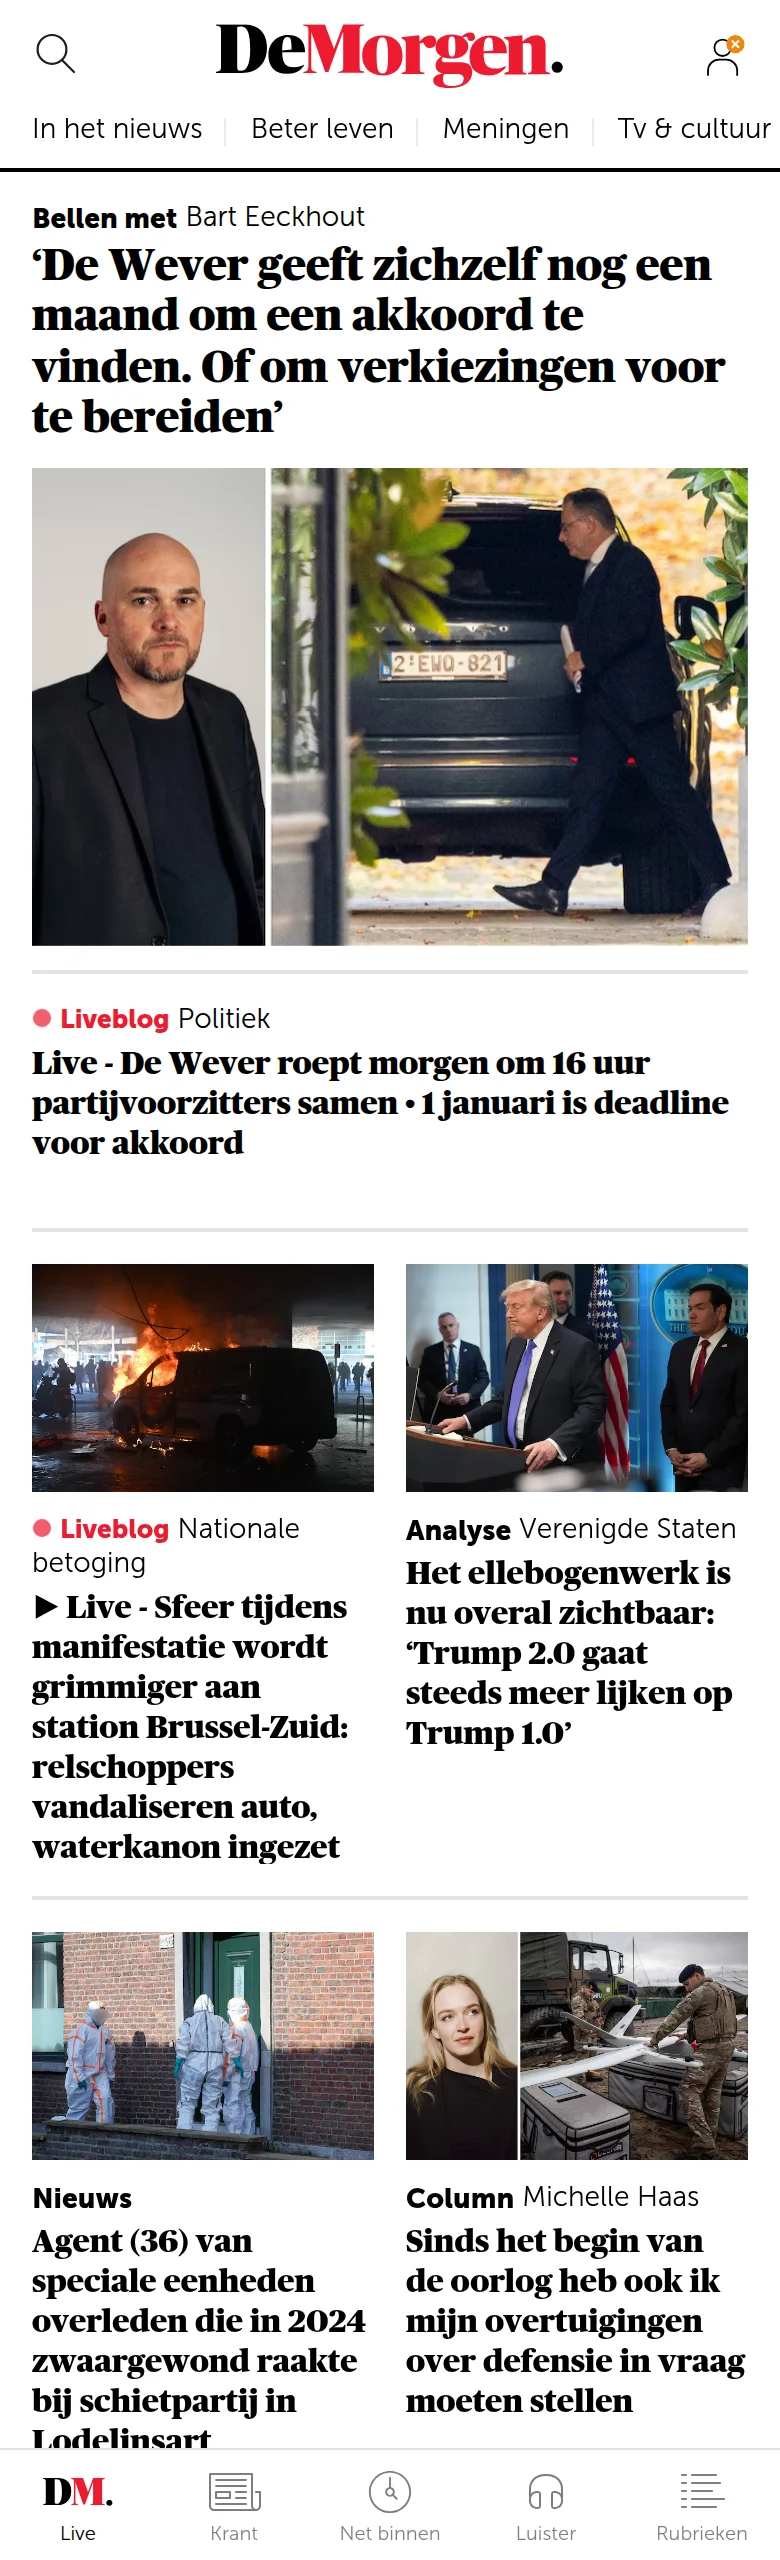 DeMorgen.
In het nieuws
Beter leven
Meningen
Tv & cultuur
Bellen met Bart Eeckhout
‘De Wever geeft zichzelf nog een
maand om een akkoord te
vinden. Of om verkiezingen voor
te bereiden’
2·EWQ-821
Liveblog Politiek
Live - De Wever roept morgen om 16 uur
partijvoorzitters samen • 1 januari is deadline
voor akkoord
THE
Liveblog Nationale
betoging
▶ Live - Sfeer tijdens
manifestatie wordt
grimmiger aan
station Brussel-Zuid:
relschoppers
vandaliseren auto,
waterkanon ingezet
Analyse Verenigde Staten
Het ellebogenwerk is
nu overal zichtbaar:
‘Trump 2.0 gaat
steeds meer lijken op
Trump 1.0’
Nieuws
Agent (36) van
speciale eenheden
overleden die in 2024
zwaargewond raakte
bij schietpartij in
Lodelinsart
Column Michelle Haas
Sinds het begin van
de oorlog heb ook ik
mijn overtuigingen
over defensie in vraag
moeten stellen
DM.
Live
Krant
Net binnen
Luister
Rubrieken